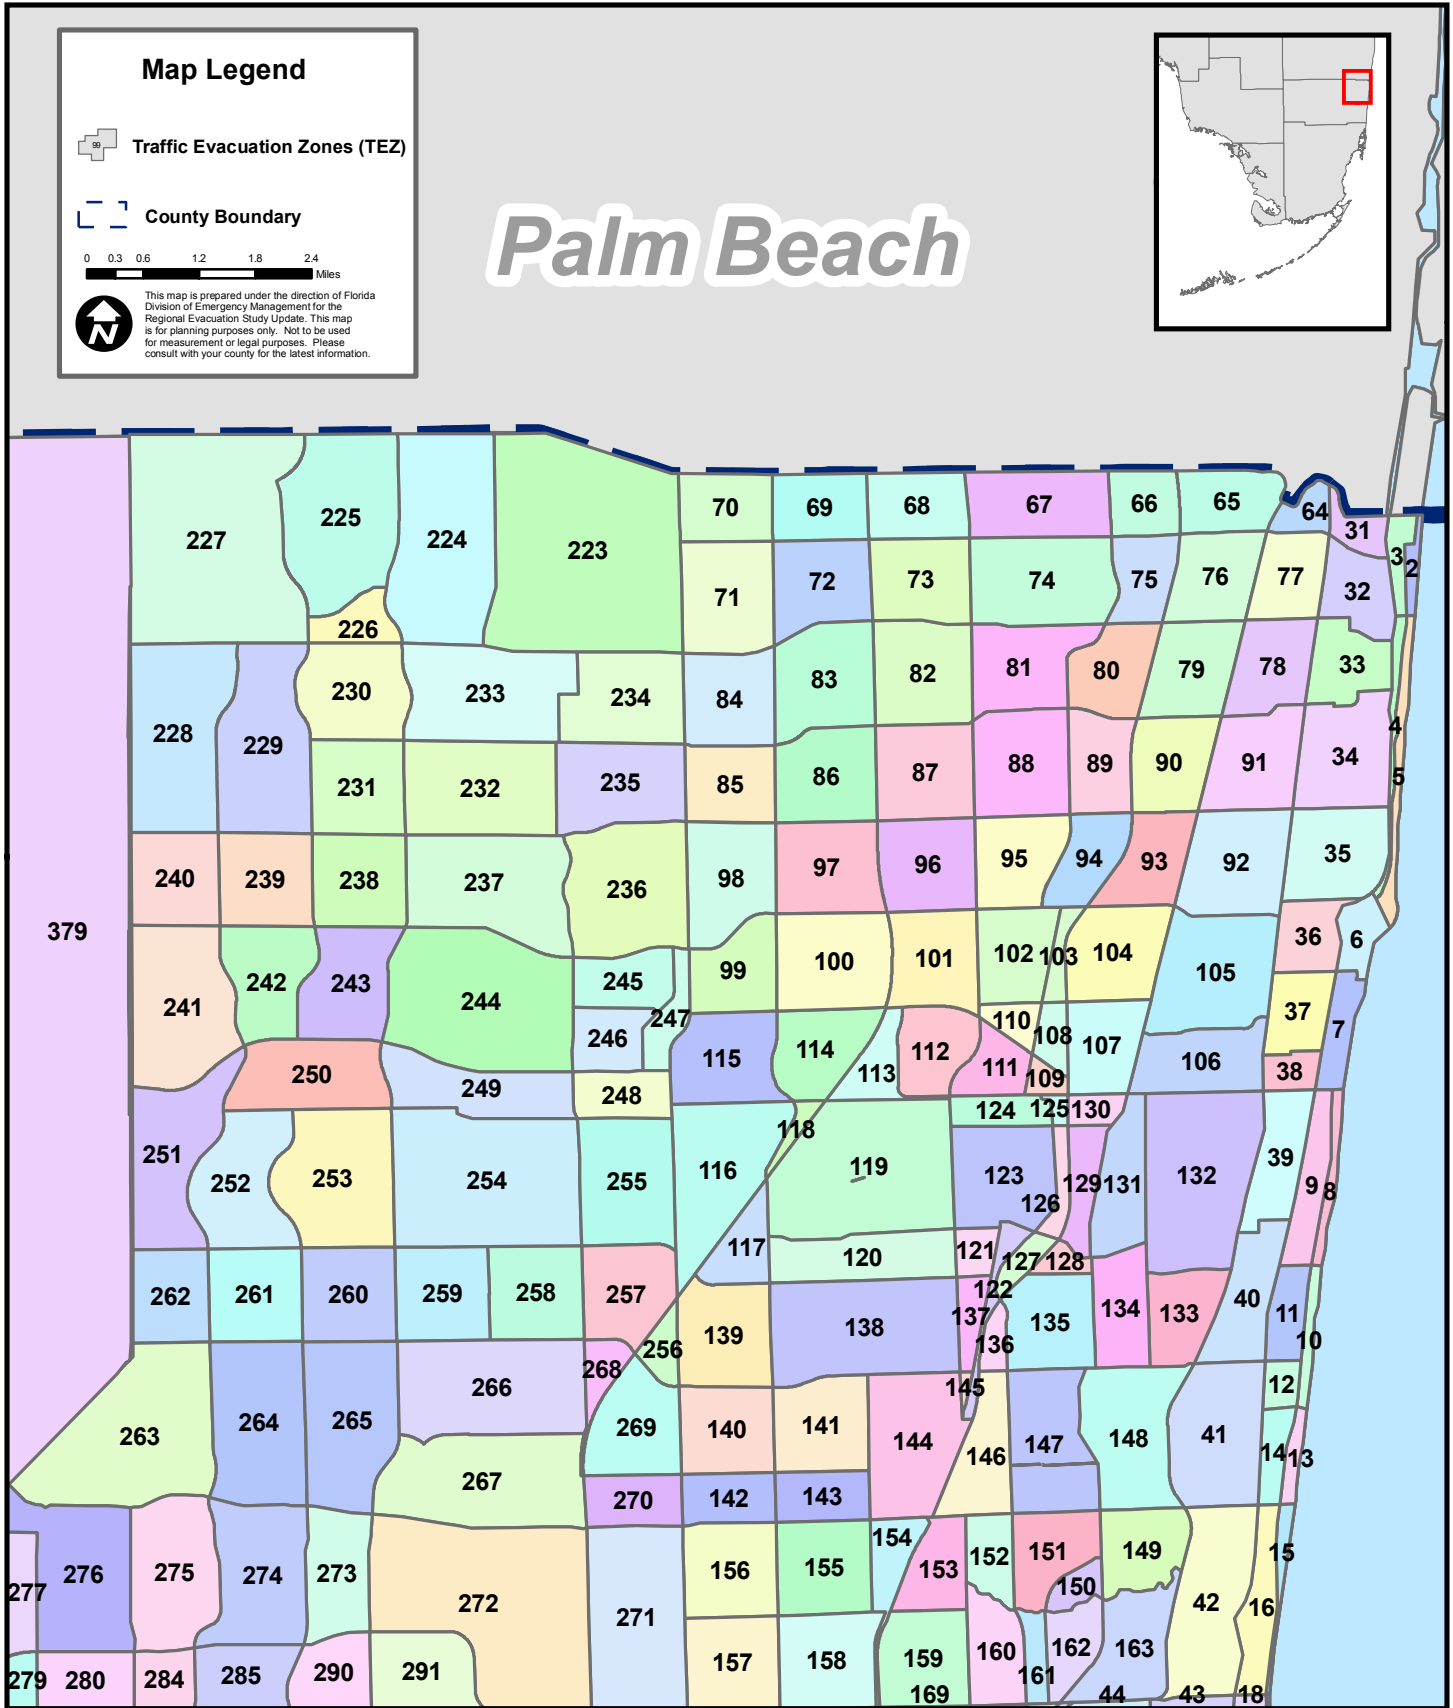 Map Legend
99
Traffic Evacuation Zones (TEZ)
County Boundary
0 0.3 0.6 1.2 1.8 2.4
Miles
N
This map is prepared under the direction of Florida
Division of Emergency Management for the
Regional Evacuation Study Update. This map
is for planning purposes only. Not to be used
for measurement or legal purposes. Please
consult with your county for the latest information.
Palm Beach
227 225 224 223 70 69 68 67 66 65 64 31
226 71 72 73 74 75 76 77 32 3 2
228 229 230 233 234 84 83 82 81 80 79 78 33
231 232 235 85 86 87 88 89 90 91 34 4 5
379 240 239 238 237 236 98 97 96 95 94 93 92 35
241 242 243 244 245 99 100 101 102 103 104 105 36 6
246 247 115 114 113 112 110 111 108 109 107 106 37 7 38
250 249 248
251 252 253 254 255 116 118 119 124 125 130 123 126 129 131 132 39 9 8
117 120 121 127 128
262 261 260 259 258 257 256 139 138 122 137 136 135 134 133 40 11 10
263 264 265 266 268 269 140 141 144 145 146 147 148 41 12 14 13
267 270 142 143
277 276 275 274 273 272 271 156 155 154 153 152 151 150 149 42 15 16
279 280 284 285 290 291 157 158 159 160 161 162 163
169 44 43 18